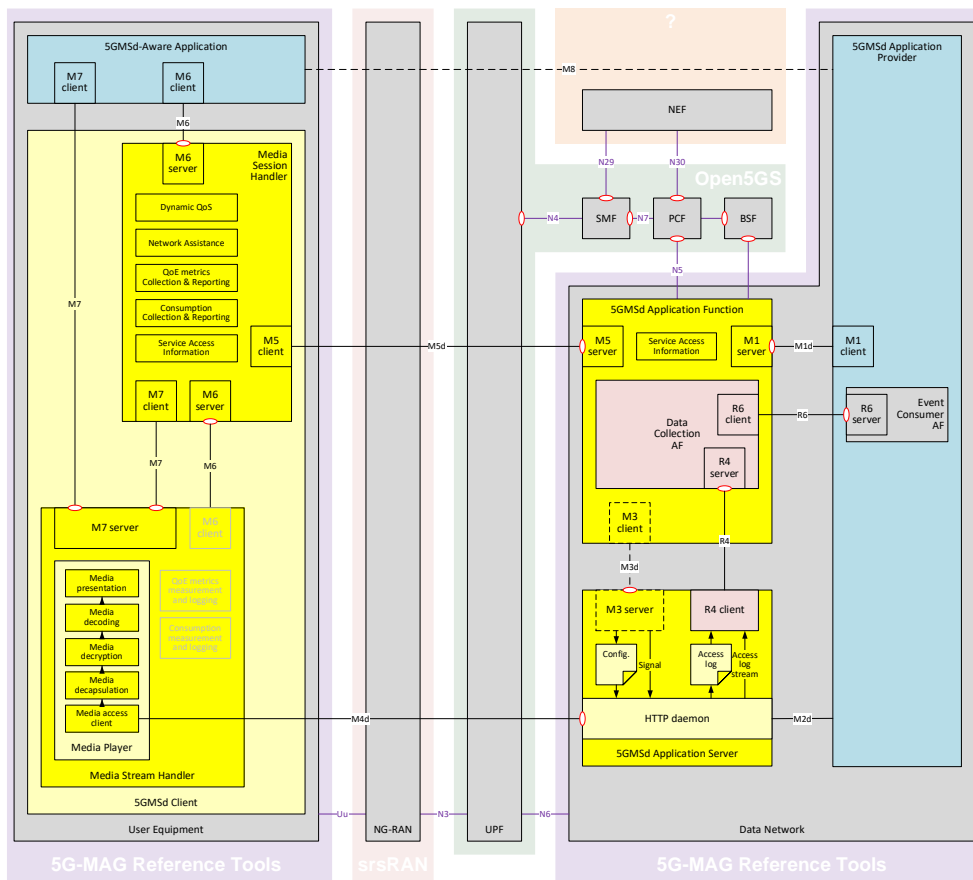 ?
5GMSd-Aware Application
M7
client
M6
client
M8
5GMSd Application
Provider
NEF
M6
N29
N30
M6
server
Media
Session
Handler
Open5GS
Dynamic QoS
N4
SMF
N7
PCF
BSF
Network Assistance
N5
QoE metrics
Collection & Reporting
M7
Consumption
Collection & Reporting
5GMSd Application Function
Service Access
Information
M5
client
M5d
M5
server
Service Access
Information
M1
server
M1d
M1
client
M7
client
M6
server
Data
Collection
AF
R6
client
R6
R6
server
Event
Consumer
AF
R4
server
M7
M6
M7 server
M6
client
M3
client
R4
M3d
Media
presentation
QoE metrics
measurement
and logging
Media
decoding
M3 server
R4 client
Consumption
measurement
and logging
Media
decryption
Config.
Signal
Access
log
Access
log
stream
Media
decapsulation
Media access
client
M4d
HTTP daemon
M2d
Media Player
5GMSd Application Server
Media Stream Handler
5GMSd Client
Uu
N3
N6
User Equipment
NG-RAN
UPF
Data Network
5G-MAG Reference Tools
srsRAN
5G-MAG Reference Tools